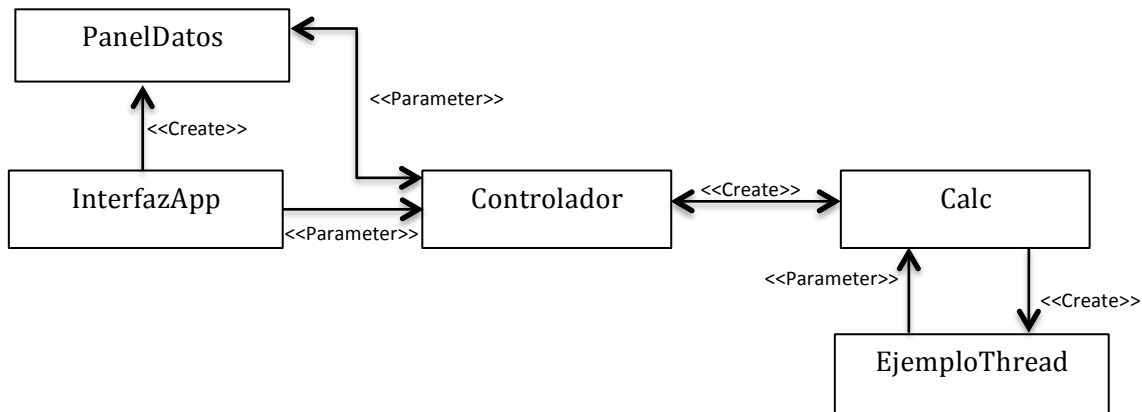 PanelDatos
<<Parameter>>
<<Create>>
InterfazApp
Controlador
<<Create>>
Calc
<<Parameter>>
<<Parameter>>
<<Create>>
EjemploThread